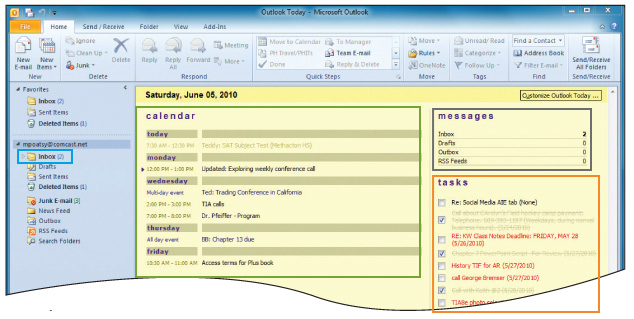 Outlook Today - Microsoft Outlook
File Home Send / Receive Folder View Add-Ins
New E-mail
New Items
New
Ignore
Clean Up
Junk
Delete
Delete
Reply
Reply All
Forward
Meeting
More
Respond
Move to Calendar
PH Travel/PHITs
Done
To Manager
Team E-mail
Reply & Delete
Quick Steps
Move
Rules
OneNote
Move
Unread/ Read
Categorize
Follow Up
Tags
Find a Contact
Address Book
Filter E-mail
Find
Send/Receive All Folders
Send/Receive
Favorites
Inbox (2)
Sent Items
Deleted Items (1)
mpoatsy@comcast.net
Inbox (2)
Drafts
Sent Items
Deleted Items (1)
Junk E-mail [3]
News Feed
Outbox
RSS Feeds
Search Folders
Saturday, June 05, 2010
Customize Outlook Today ...
calendar
today
7:30 AM - 12:30 PM Teddy: SAT Subject Test (Methacton HS)
monday
12:00 PM - 1:00 PM Updated: Exploring weekly conference call
wednesday
Multi-day event Ted: Trading Conference in California
2:00 PM - 3:00 PM TIA calls
7:00 PM - 8:00 PM Dr. Pfeiffer - Program
thursday
All day event BB: Chapter 13 due
friday
10:30 AM - 11:00 AM Access terms for Plus book
messages
Inbox 2
Drafts 0
Outbox 0
RSS Feeds 0
tasks
Re: Social Media AIE tab (None)
RE: KW Class Notes Deadline: FRIDAY, MAY 28
(5/26/2010)
History TIF for AR (5/27/2010)
call George Bremser (5/27/2010)
TIABe photo